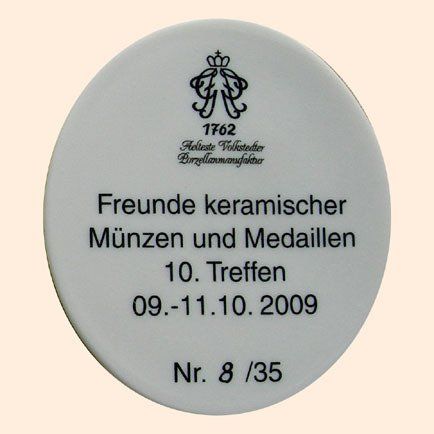 1762
Aelteste Volkstedter
Porzellanmanufaktur
Freunde keramischer
Münzen und Medaillen
10. Treffen
09.-11.10. 2009
Nr. 8 /35